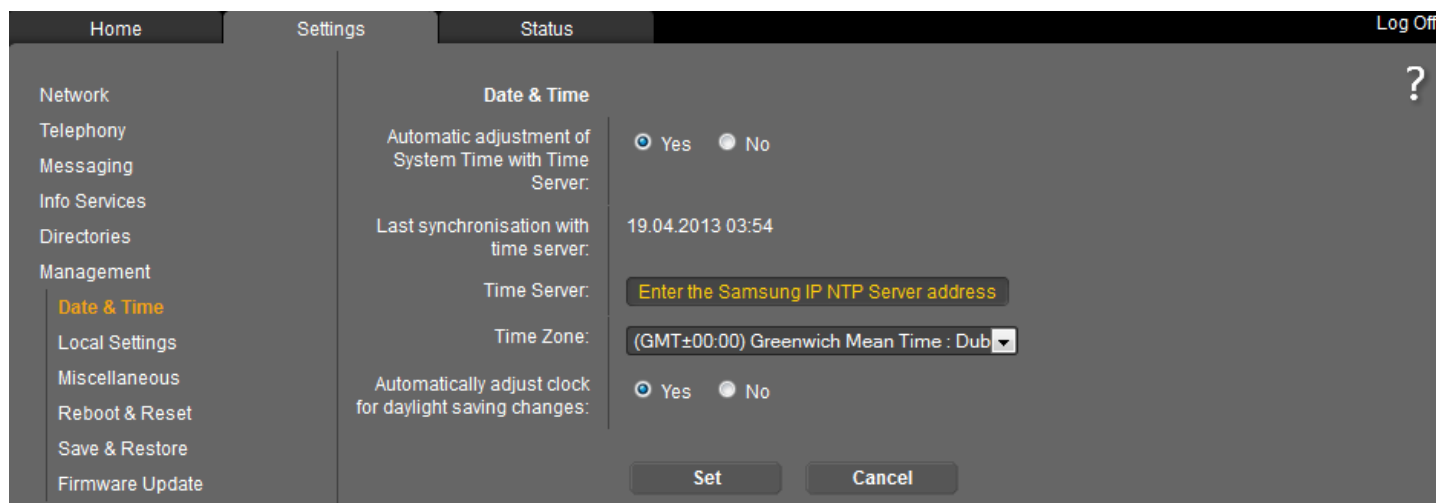 Home
Settings
Status
Log Off
?
Network
Telephony
Messaging
Info Services
Directories
Management
Date & Time
Local Settings
Miscellaneous
Reboot & Reset
Save & Restore
Firmware Update
Date & Time
Automatic adjustment of
System Time with Time
Server:
Yes No
Last synchronisation with
time server:
19.04.2013 03:54
Time Server:
Enter the Samsung IP NTP Server address
Time Zone:
(GMT±00:00) Greenwich Mean Time : Dub
Automatically adjust clock
for daylight saving changes:
Yes No
Set
Cancel